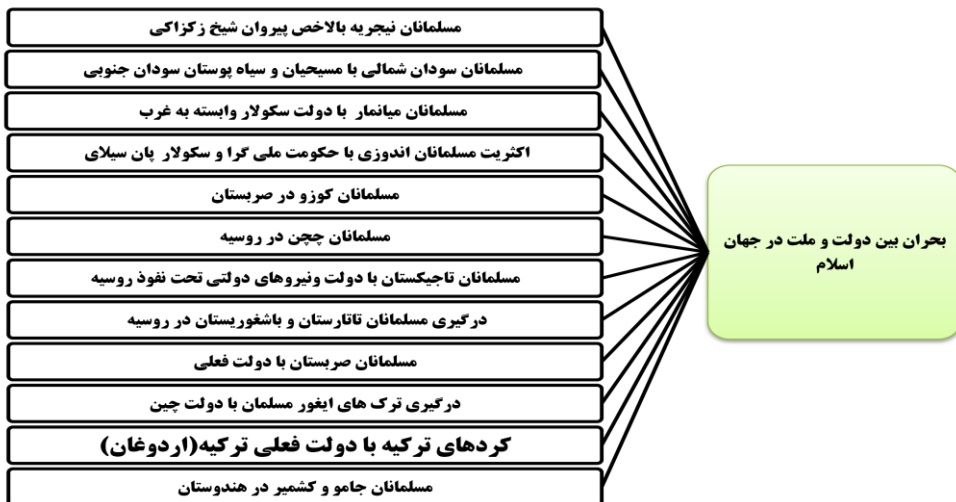 مسلمانان نیجریه بالاخص پیروان شیخ زکزاکی
مسلمانان سودان شمالی با مسیحیان و سیاه پوستان سودان جنوبی
مسلمانان میانمار با دولت سکولار وابسته به غرب
اکثریت مسلمانان اندوزی با حکومت ملی گرا و سکولار پان سیلای
مسلمانان کوزو در صربستان
مسلمانان چچن در روسیه
مسلمانان تاجیکستان با دولت ونیروهای دولتی تحت نفوذ روسیه
درگیری مسلمانان تاتارستان و باشغورستان در روسیه
مسلمانان صربستان با دولت فعلی
درگیری ترک های ایغور مسلمان با دولت چین
کردهای ترکیه با دولت فعلی ترکیه(اردوغان)
مسلمانان جامو و کشمیر در هندوستان
بحران بین دولت و ملت در جهان
اسلام